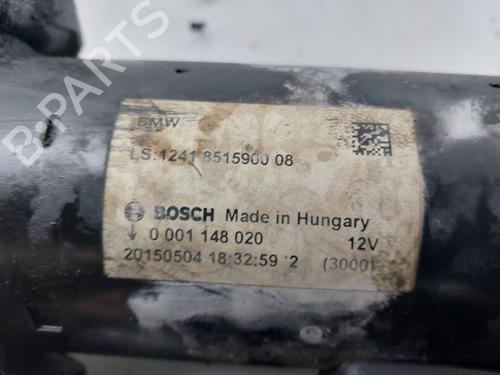 B-PARTS
BMW
LS:1241 8515900 08
BOSCH Made in Hungary
0 001 148 020 12V
20150504 18:32:59 2 (3000)